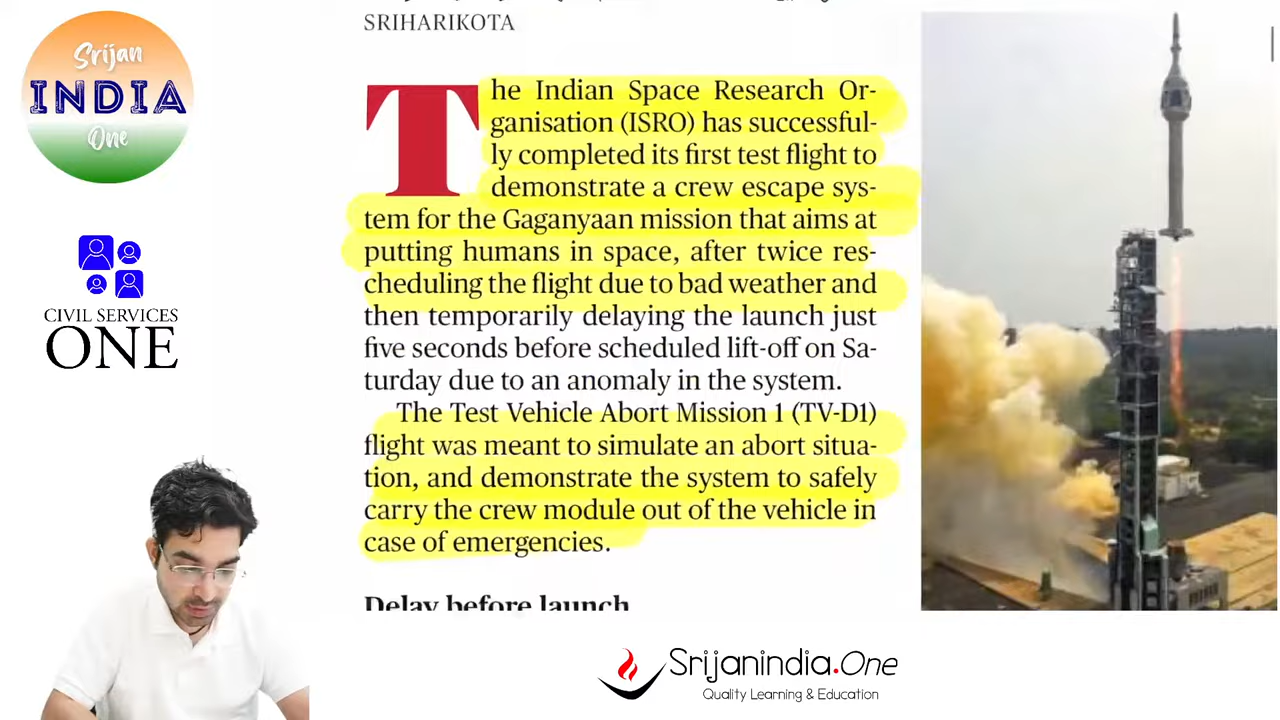 SRIHARIKOTA
Srijan
INDIA
One
CIVIL SERVICES
ONE
The Indian Space Research Or-
ganisation (ISRO) has successful-
ly completed its first test flight to
demonstrate a crew escape sys-
tem for the Gaganyaan mission that aims at
putting humans in space, after twice res-
cheduling the flight due to bad weather and
then temporarily delaying the launch just
five seconds before scheduled lift-off on Sa-
turday due to an anomaly in the system.
The Test Vehicle Abort Mission 1 (TV-D1)
flight was meant to simulate an abort situa-
tion, and demonstrate the system to safely
carry the crew module out of the vehicle in
case of emergencies.
Delay before launch
Srijanindia.One
Quality Learning & Education